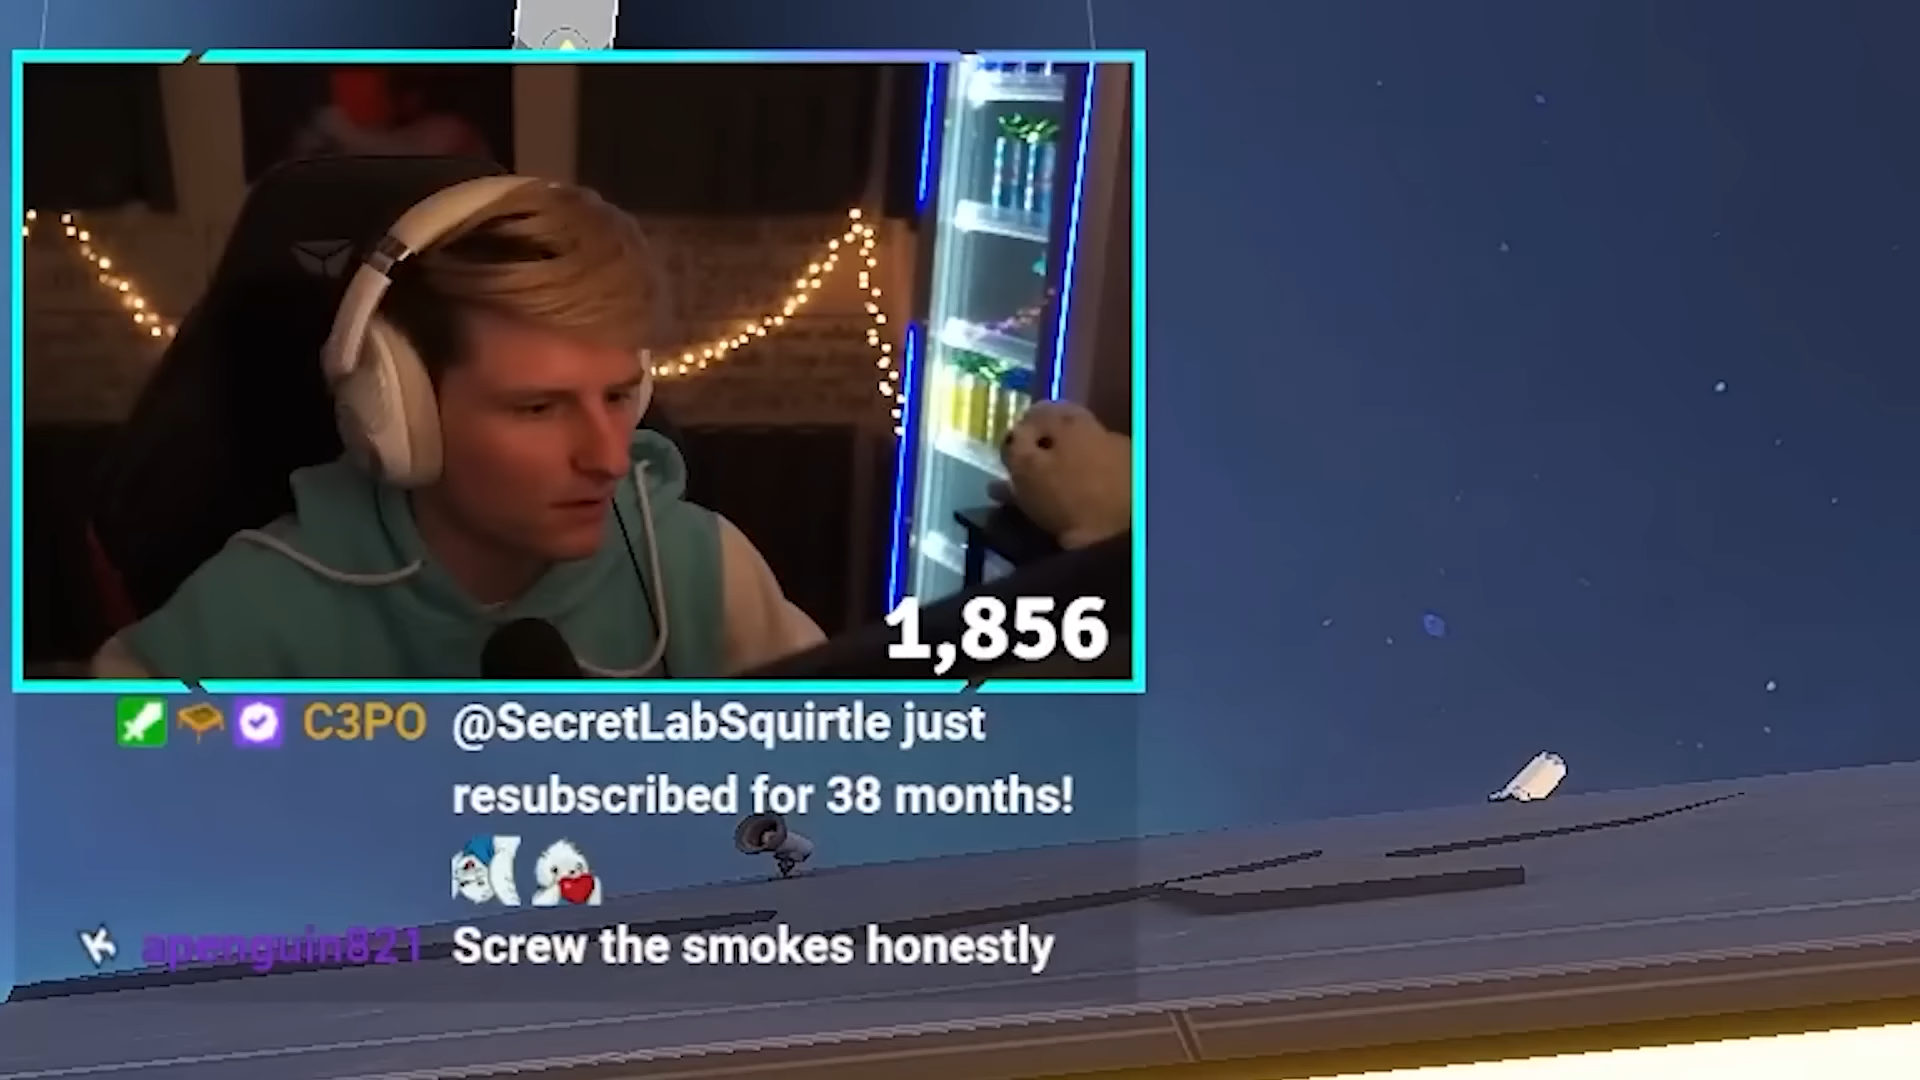 1,856
C3PO @SecretLabSquirtle just
resubscribed for 38 months!
apenguin821 Screw the smokes honestly